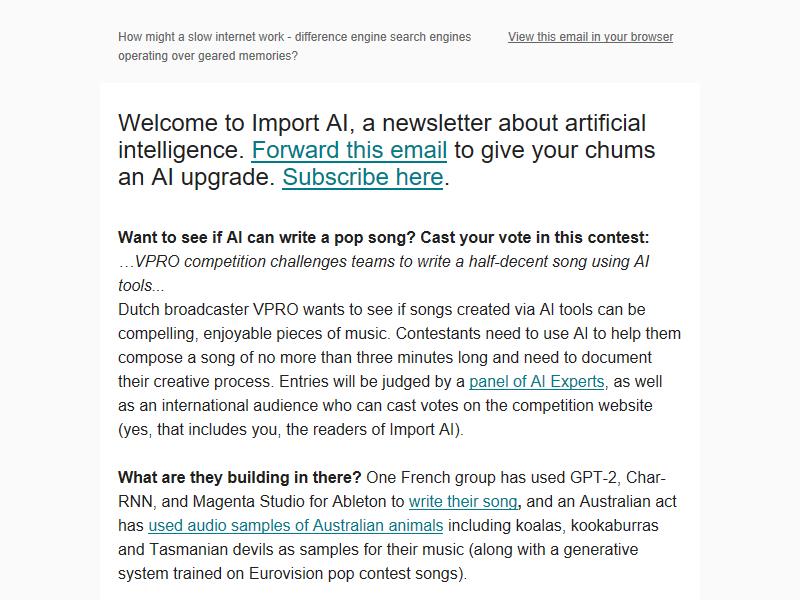 How might a slow internet work - difference engine search engines
operating over geared memories?
View this email in your browser
Welcome to Import AI, a newsletter about artificial
intelligence. Forward this email to give your chums
an AI upgrade. Subscribe here.
Want to see if AI can write a pop song? Cast your vote in this contest:
…VPRO competition challenges teams to write a half-decent song using AI
tools...
Dutch broadcaster VPRO wants to see if songs created via AI tools can be
compelling, enjoyable pieces of music. Contestants need to use AI to help them
compose a song of no more than three minutes long and need to document
their creative process. Entries will be judged by a panel of AI Experts, as well
as an international audience who can cast votes on the competition website
(yes, that includes you, the readers of Import AI).
What are they building in there? One French group has used GPT-2, Char-
RNN, and Magenta Studio for Ableton to write their song, and an Australian act
has used audio samples of Australian animals including koalas, kookaburras
and Tasmanian devils as samples for their music (along with a generative
system trained on Eurovision pop contest songs).